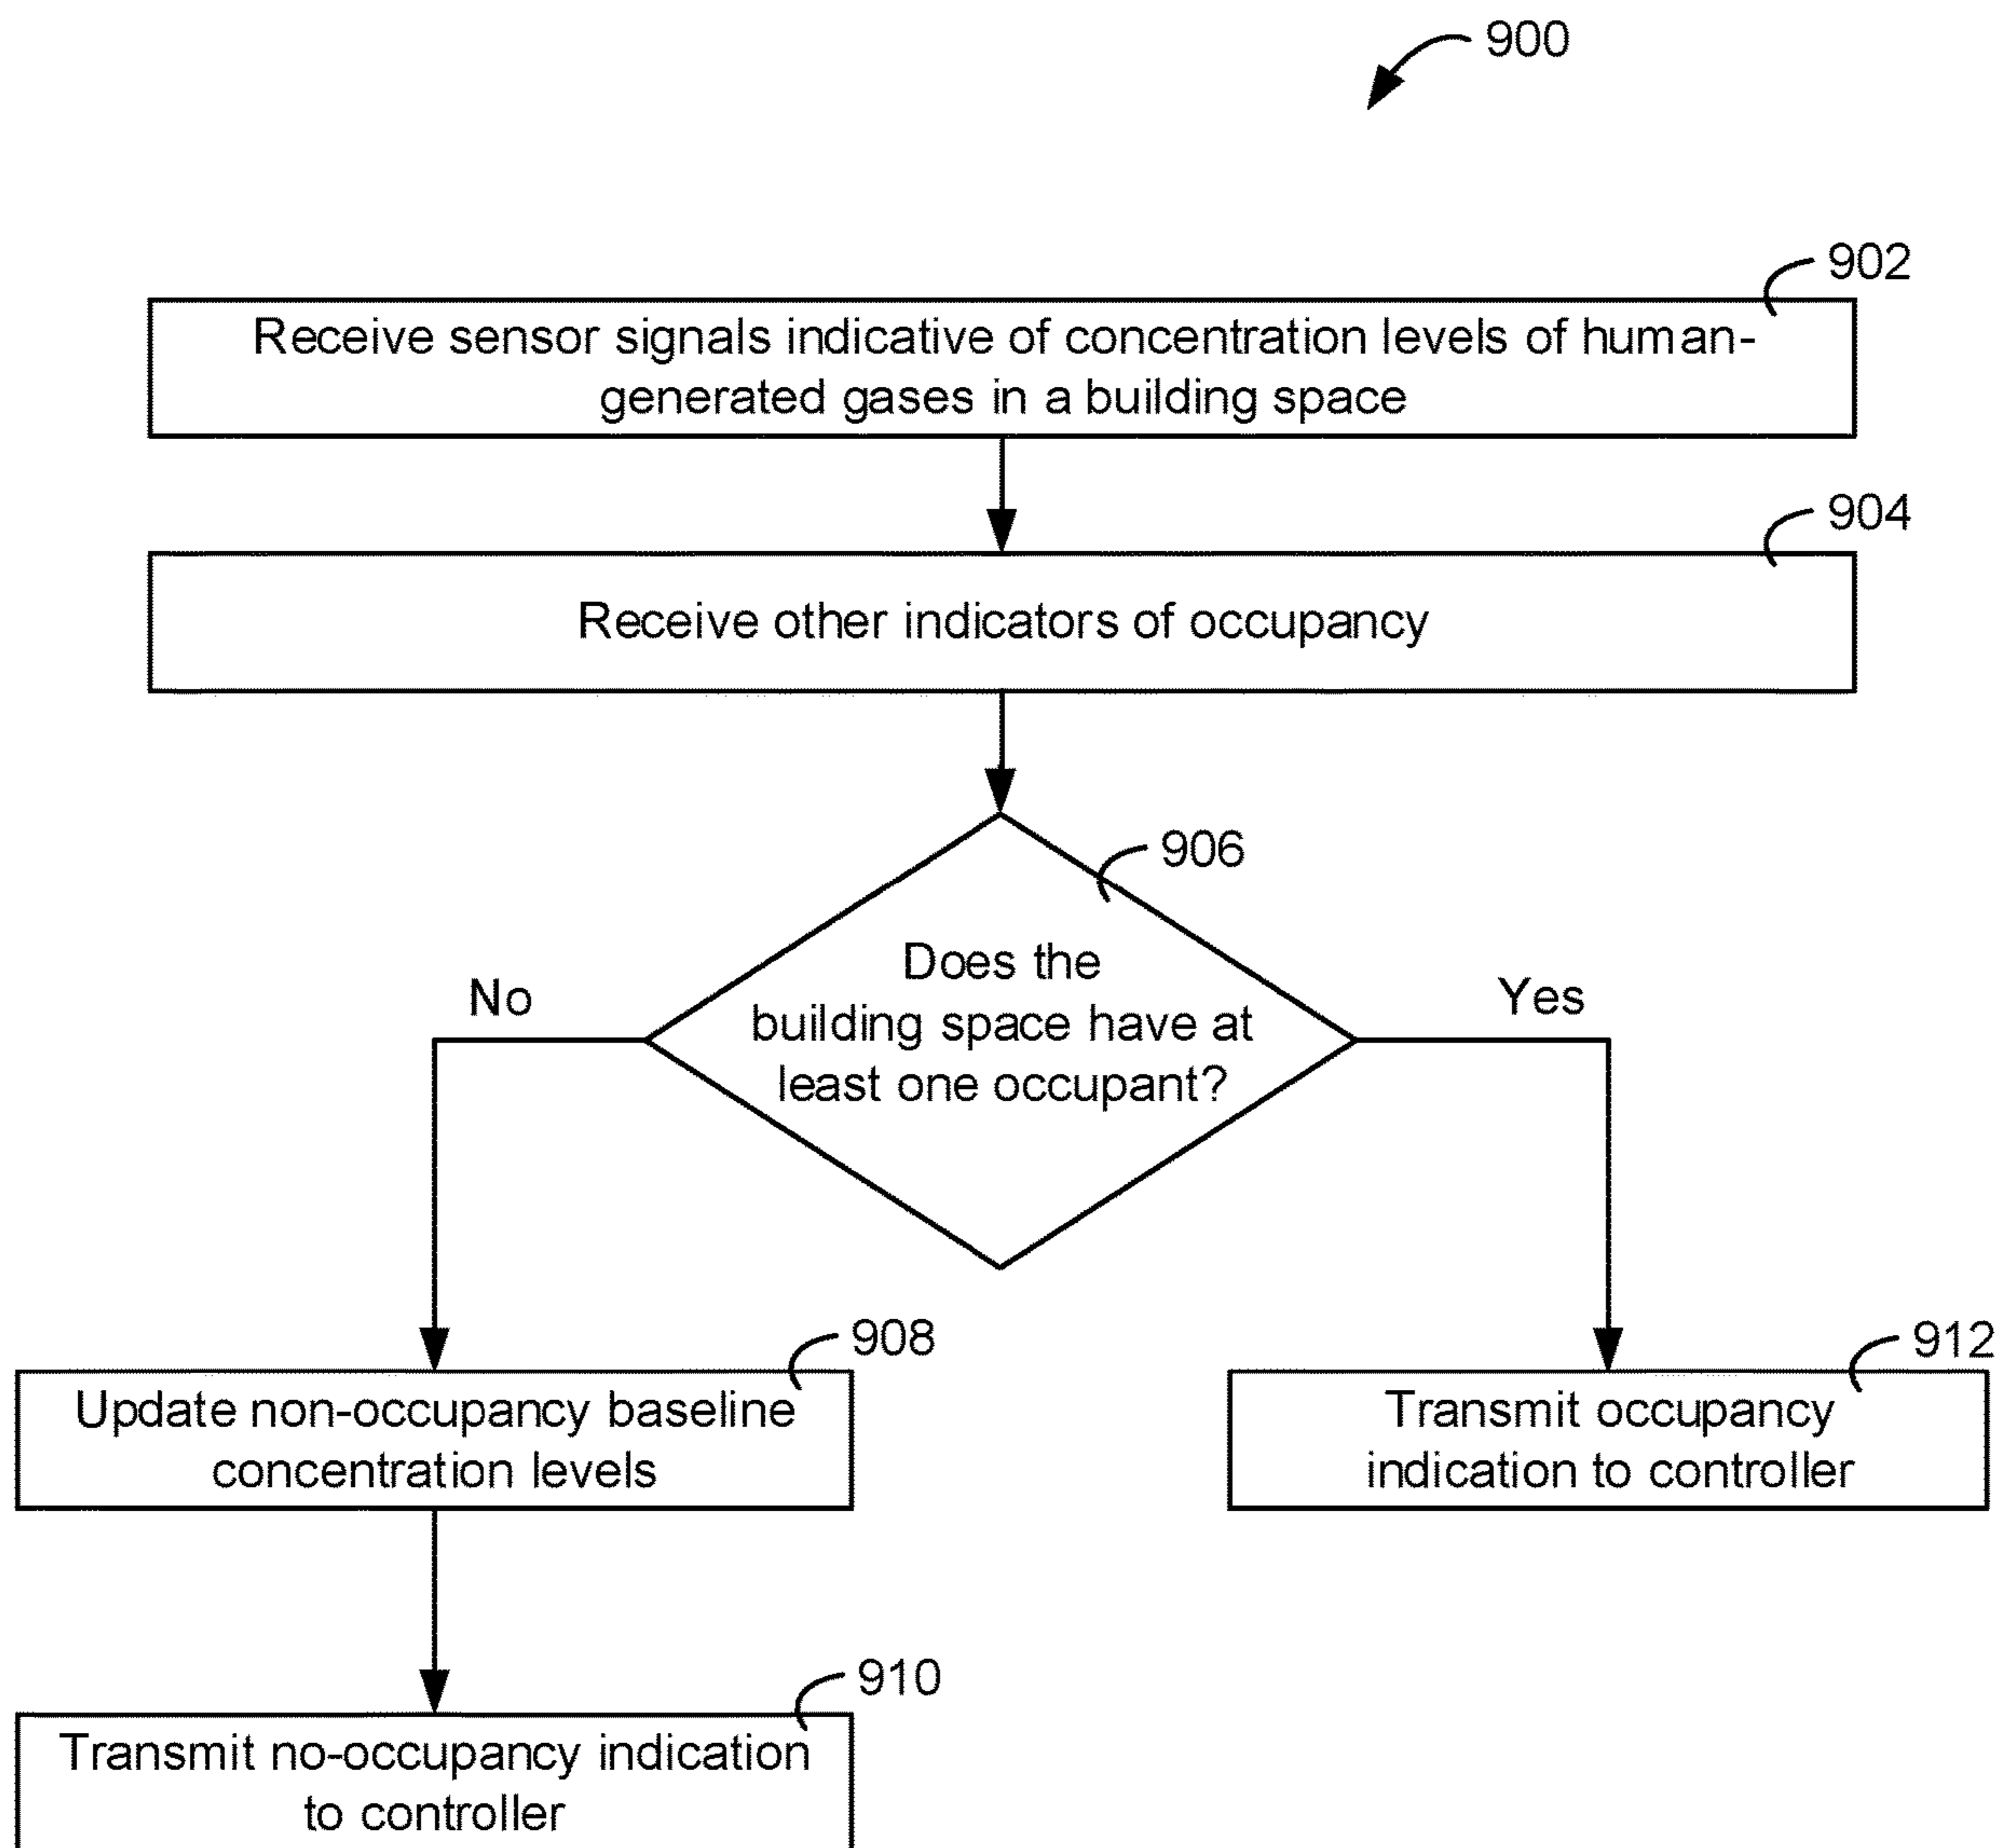 900
902
Receive sensor signals indicative of concentration levels of human-
generated gases in a building space
904
Receive other indicators of occupancy
906
Does the
building space have at
least one occupant?
No
Yes
908
Update non-occupancy baseline
concentration levels
912
Transmit occupancy
indication to controller
910
Transmit no-occupancy indication
to controller